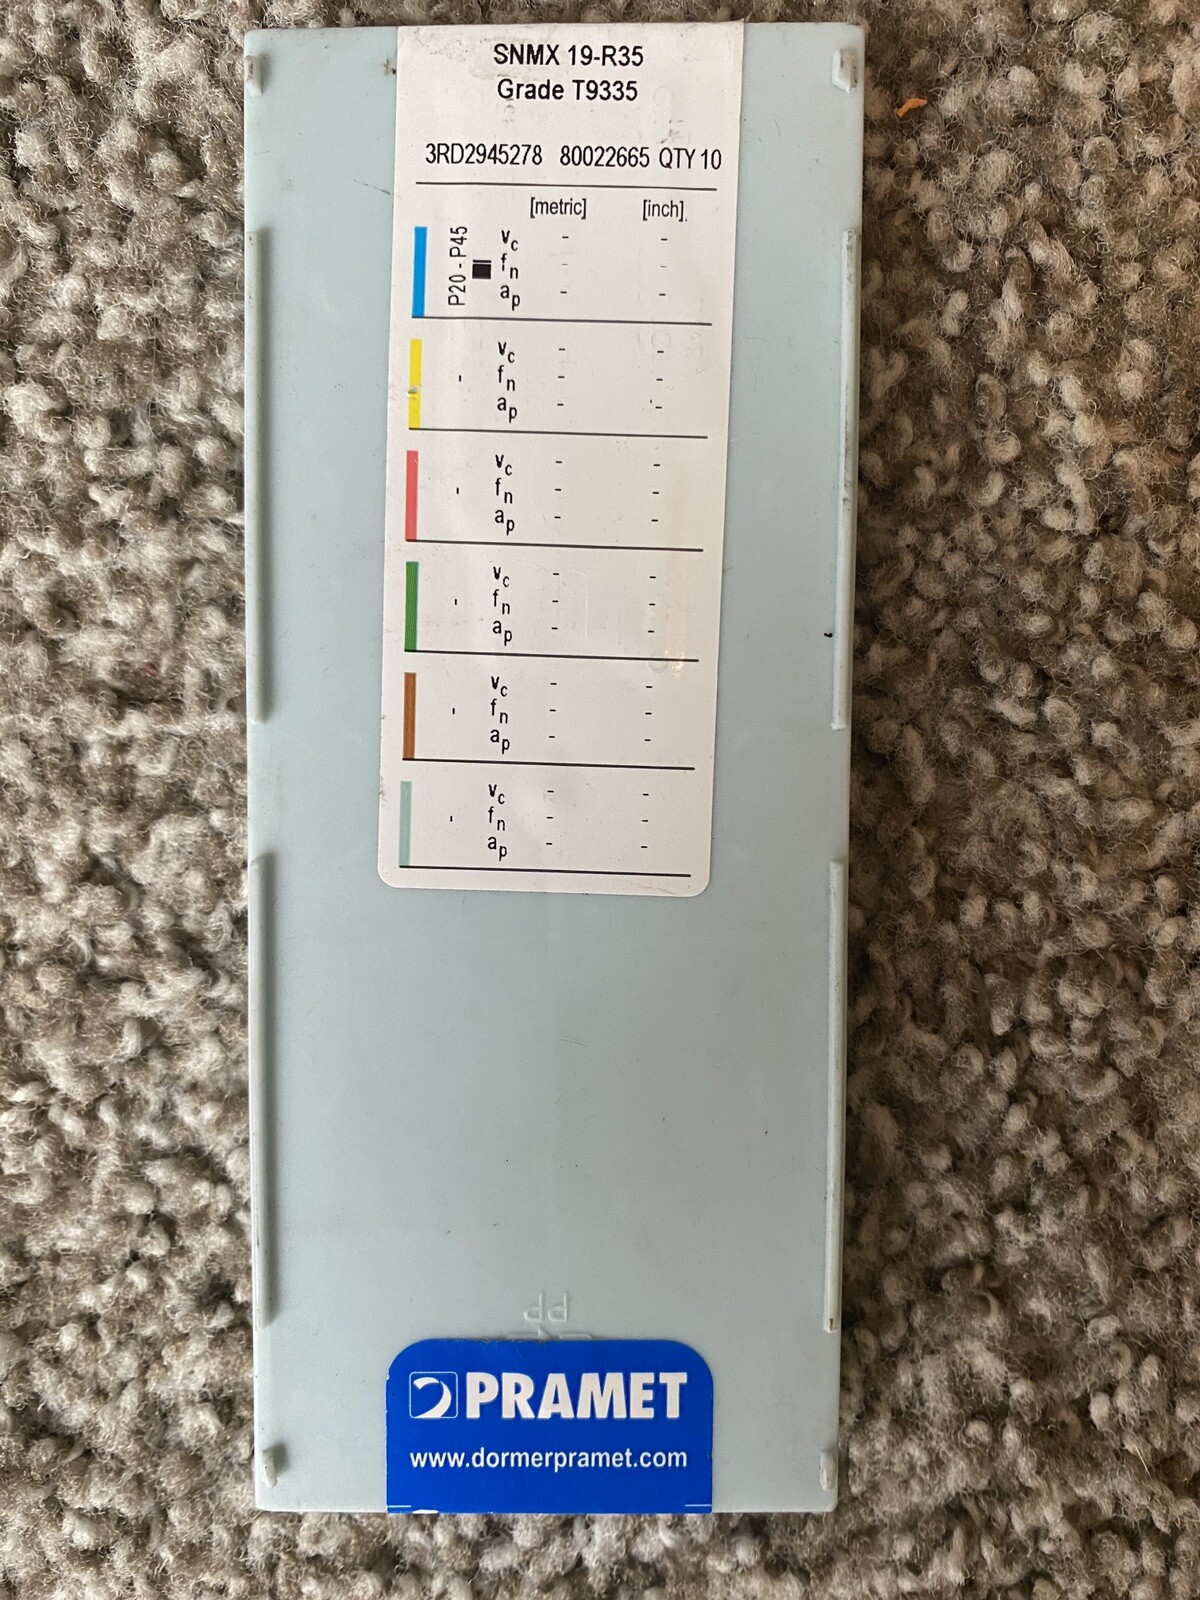 SNMX 19-R35
Grade T9335
3RD2945278 80022665 QTY 10
[metric] [inch]
P20 - P45
vc - -
fn - -
ap - -
- vc - -
fn - -
ap - -
- vc - -
fn - -
ap - -
- vc - -
fn - -
ap - -
- vc - -
fn - -
ap - -
- vc - -
fn - -
ap - -
PP
PRAMET
www.dormerpramet.com